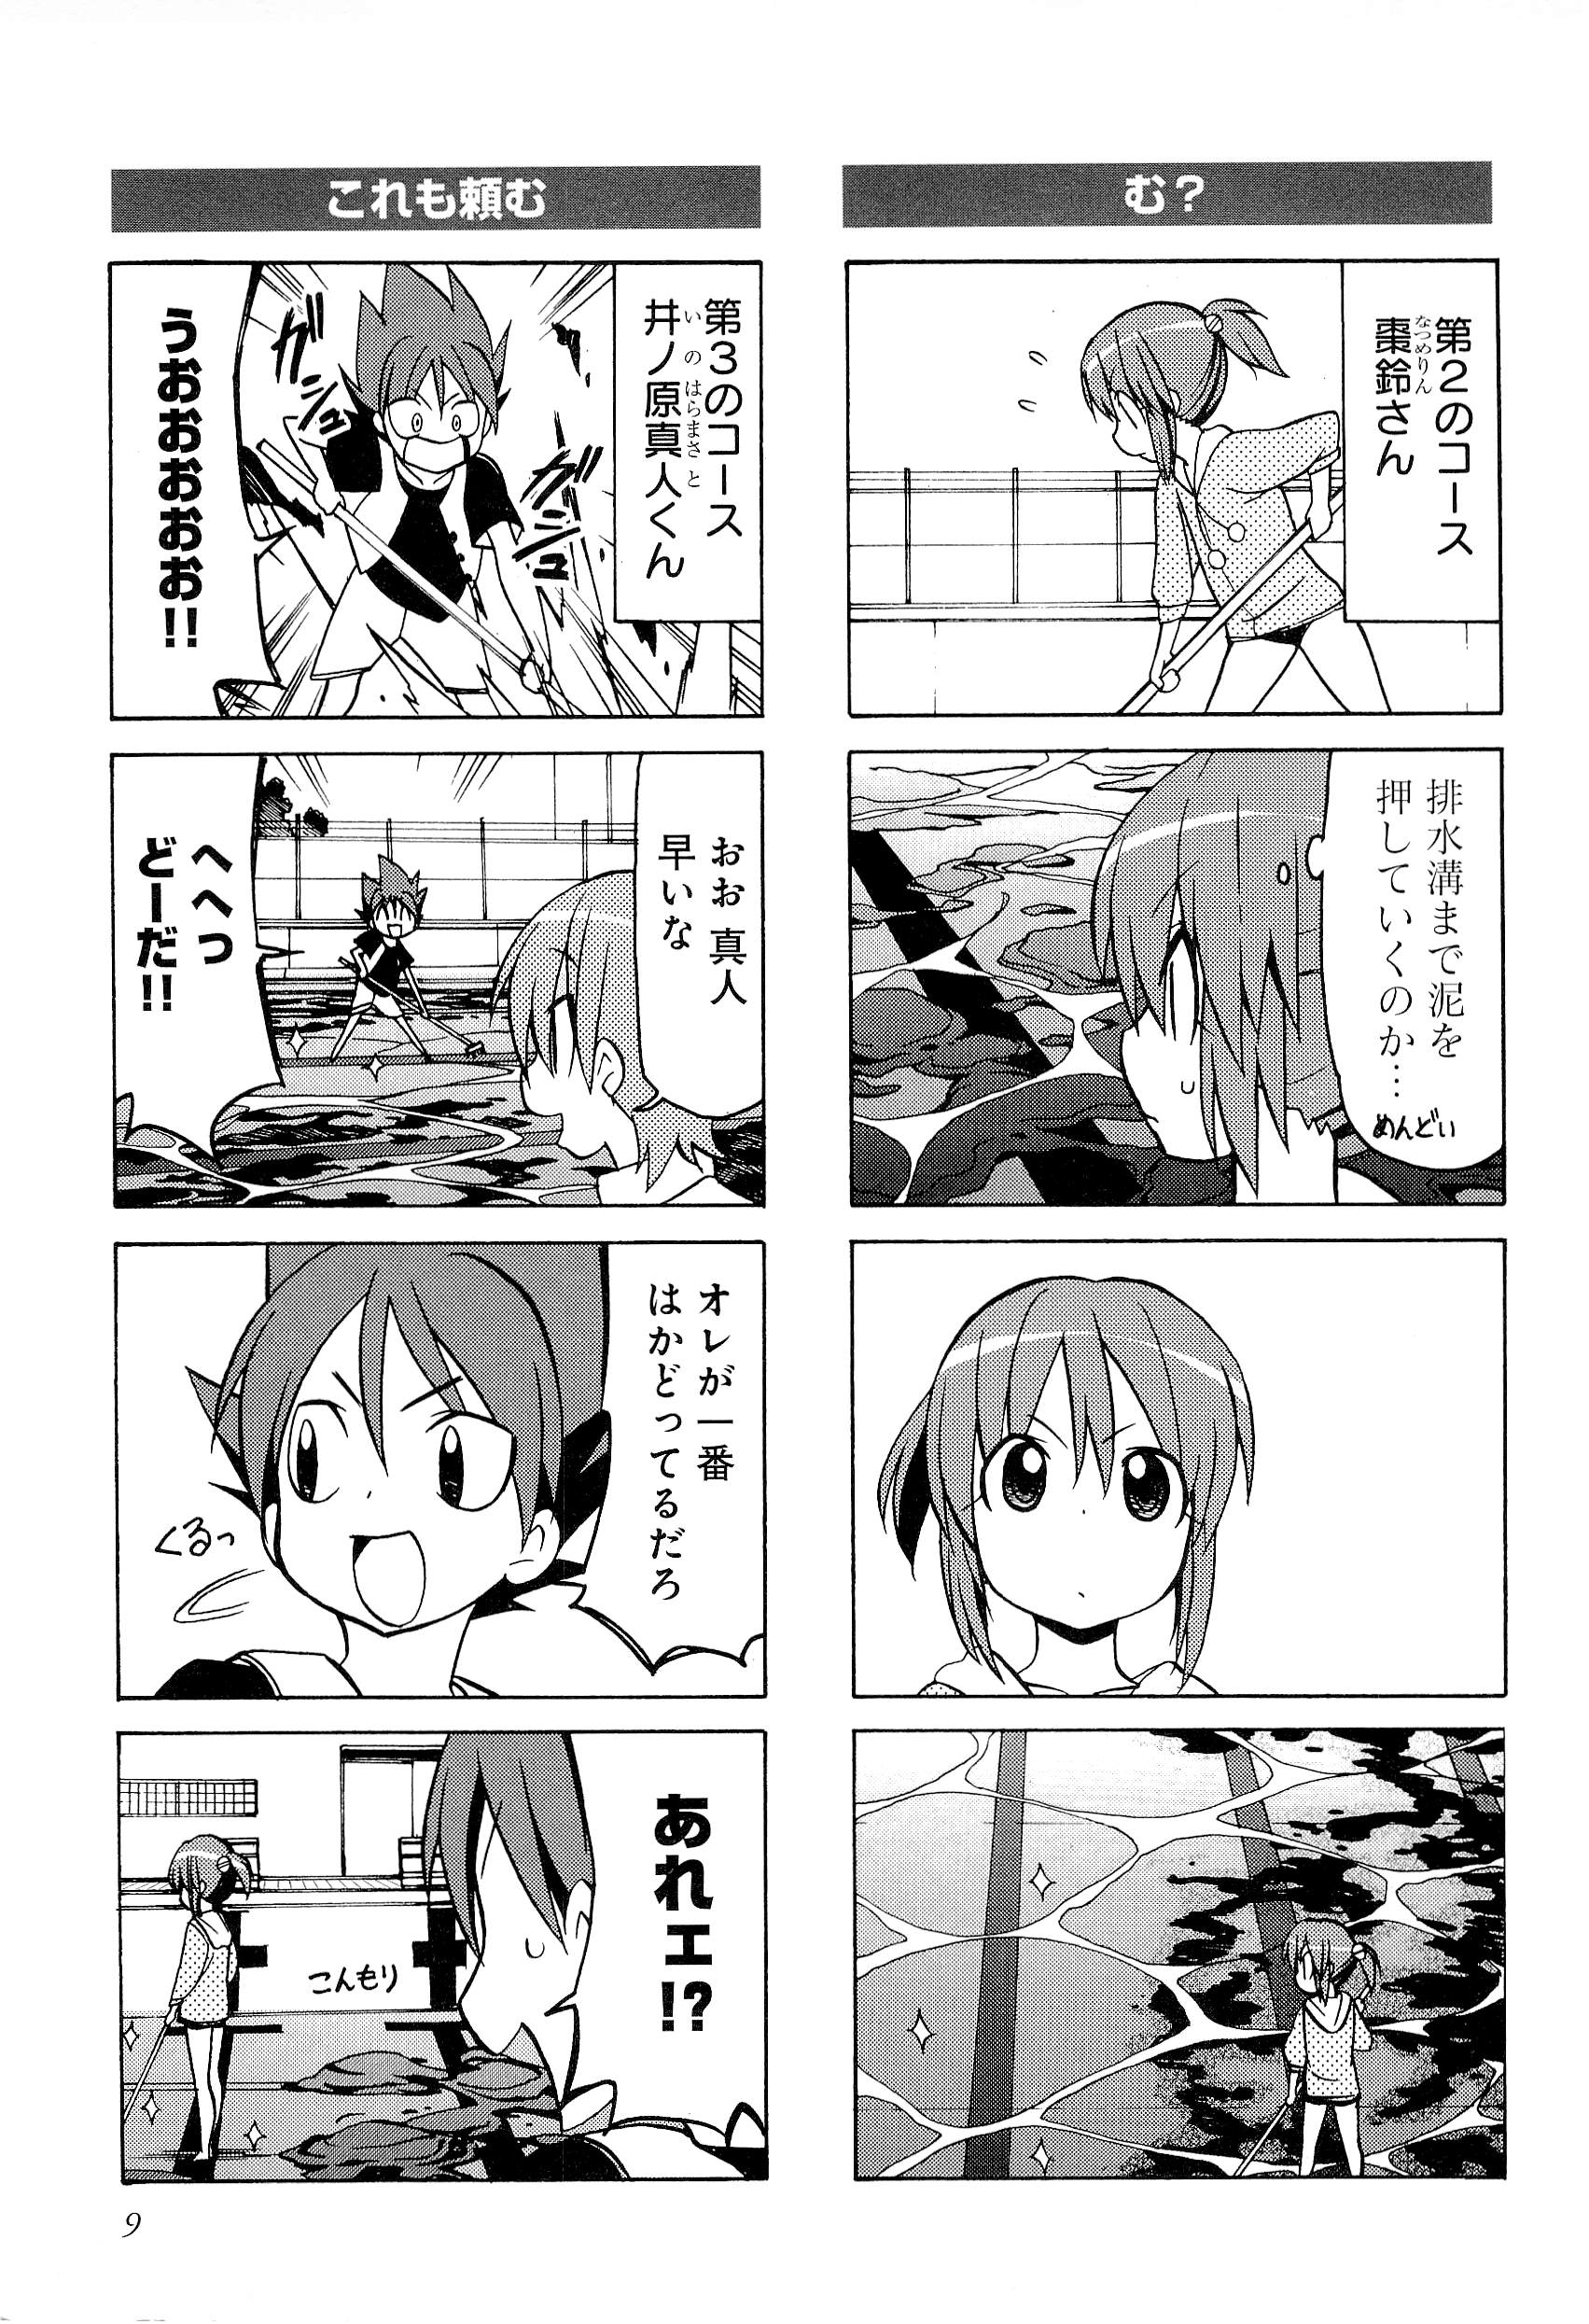 む？
第2のコース
棗鈴さん
なつめりん
排水溝まで泥を
押していくのか…
めんどい
これも頼む
第3のコース
井ノ原真人くん
いのはらまさと
ガッ
ガシュ
ガシュ
うおおおおおお!!
おお 真人
早いな
へへっ
どーだ!!
オレが一番
はかどってるだろ
くるっ
あれェ!?
こんもり
9